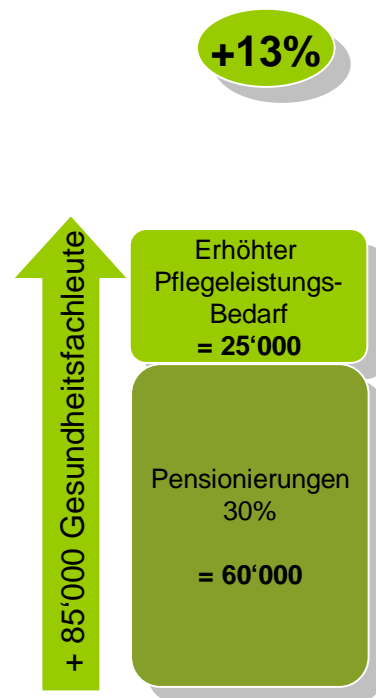 +13%
+ 85‘000 Gesundheitsfachleute
Erhöhter
Pflegeleistungs-
Bedarf
= 25‘000
Pensionierungen
30%
= 60‘000